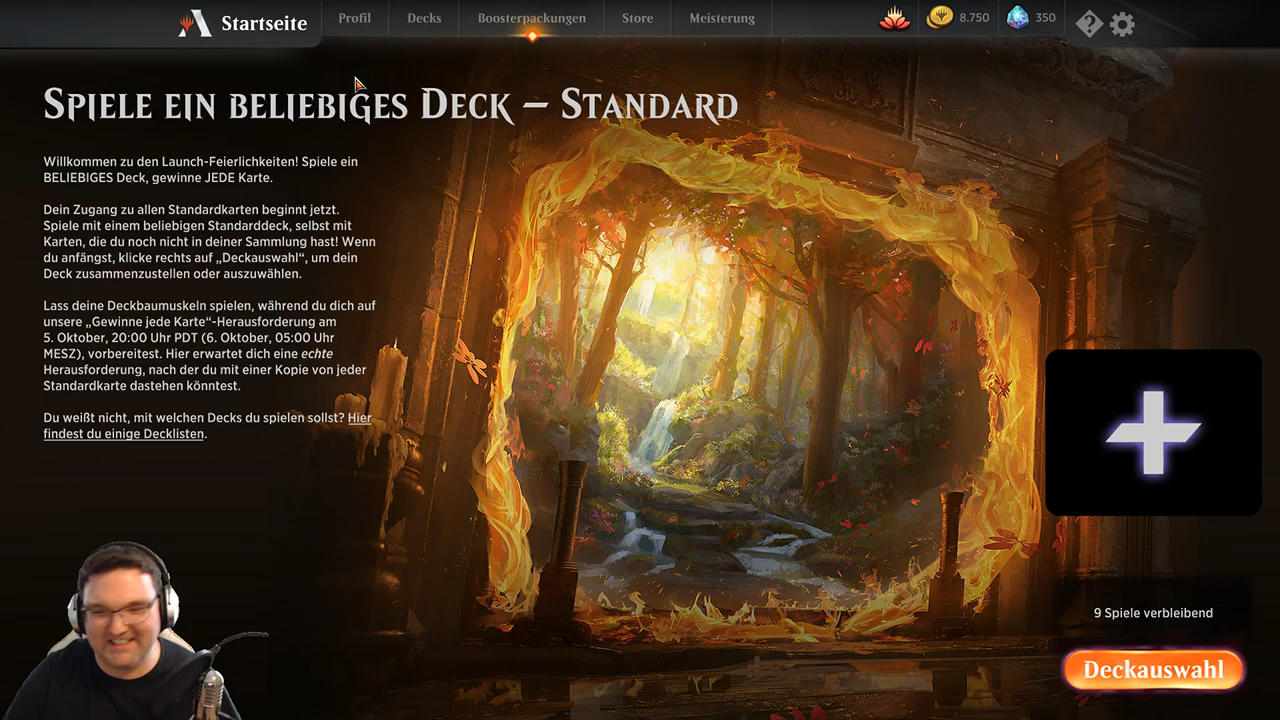 Startseite
Profil
Decks
Boosterpackungen
Store
Meisterung
8.750
350
Spiele ein beliebiges Deck – Standard
Willkommen zu den Launch-Feierlichkeiten! Spiele ein
BELIEBIGES Deck, gewinne JEDE Karte.
Dein Zugang zu allen Standardkarten beginnt jetzt.
Spiele mit einem beliebigen Standarddeck, selbst mit
Karten, die du noch nicht in deiner Sammlung hast! Wenn
du anfängst, klicke rechts auf „Deckauswahl“, um dein
Deck zusammenzustellen oder auszuwählen.
Lass deine Deckbaumuskeln spielen, während du dich auf
unsere „Gewinne jede Karte“-Herausforderung am
5. Oktober, 20:00 Uhr PDT (6. Oktober, 05:00 Uhr
MESZ), vorbereitest. Hier erwartet dich eine echte
Herausforderung, nach der du mit einer Kopie von jeder
Standardkarte dastehen könntest.
Du weißt nicht, mit welchen Decks du spielen sollst? Hier
findest du einige Decklisten.
9 Spiele verbleibend
Deckauswahl